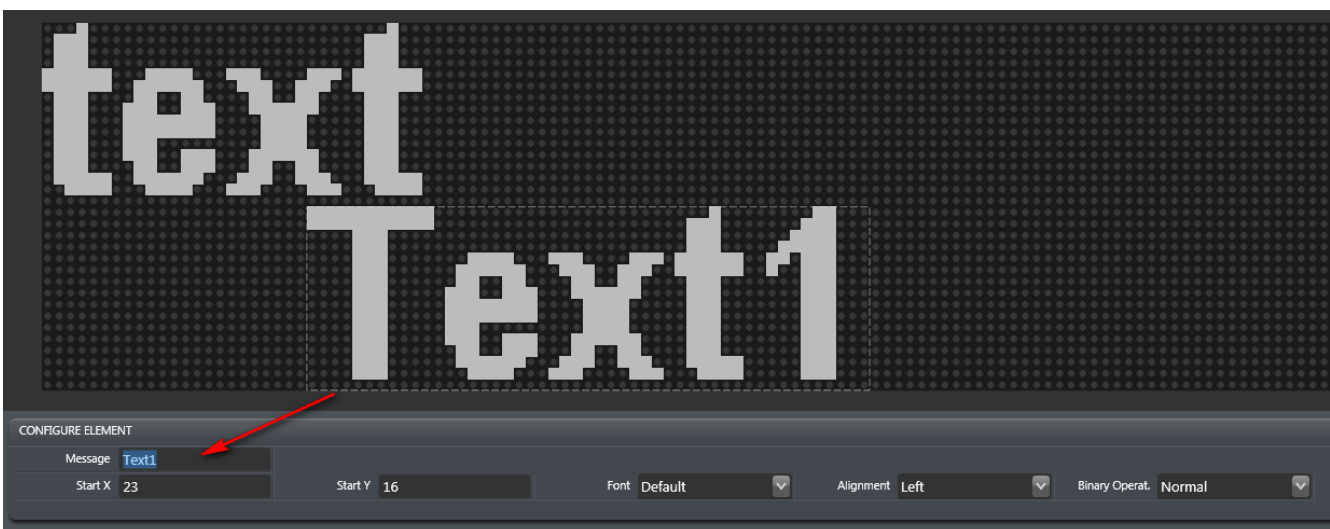 text
Text1
CONFIGURE ELEMENT
Message Text1
Start X 23 Start Y 16 Font Default Alignment Left Binary Operat. Normal